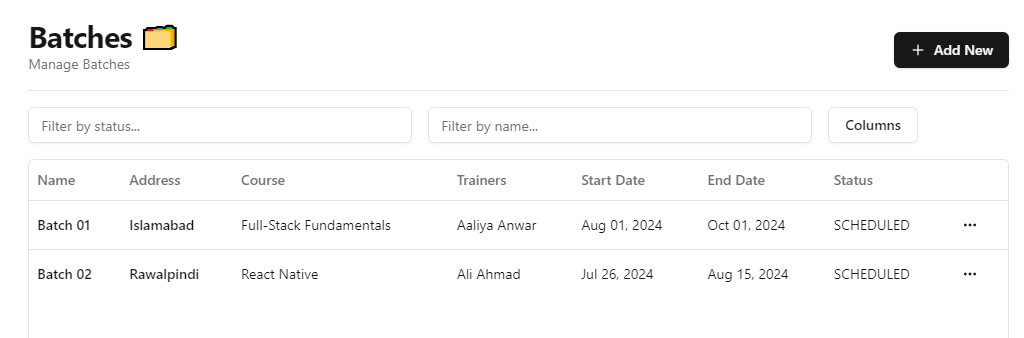 Batches
Manage Batches
+ Add New
Filter by status...
Filter by name...
Columns
Name Address Course Trainers Start Date End Date Status
Batch 01 Islamabad Full-Stack Fundamentals Aaliya Anwar Aug 01, 2024 Oct 01, 2024 SCHEDULED ...
Batch 02 Rawalpindi React Native Ali Ahmad Jul 26, 2024 Aug 15, 2024 SCHEDULED ...